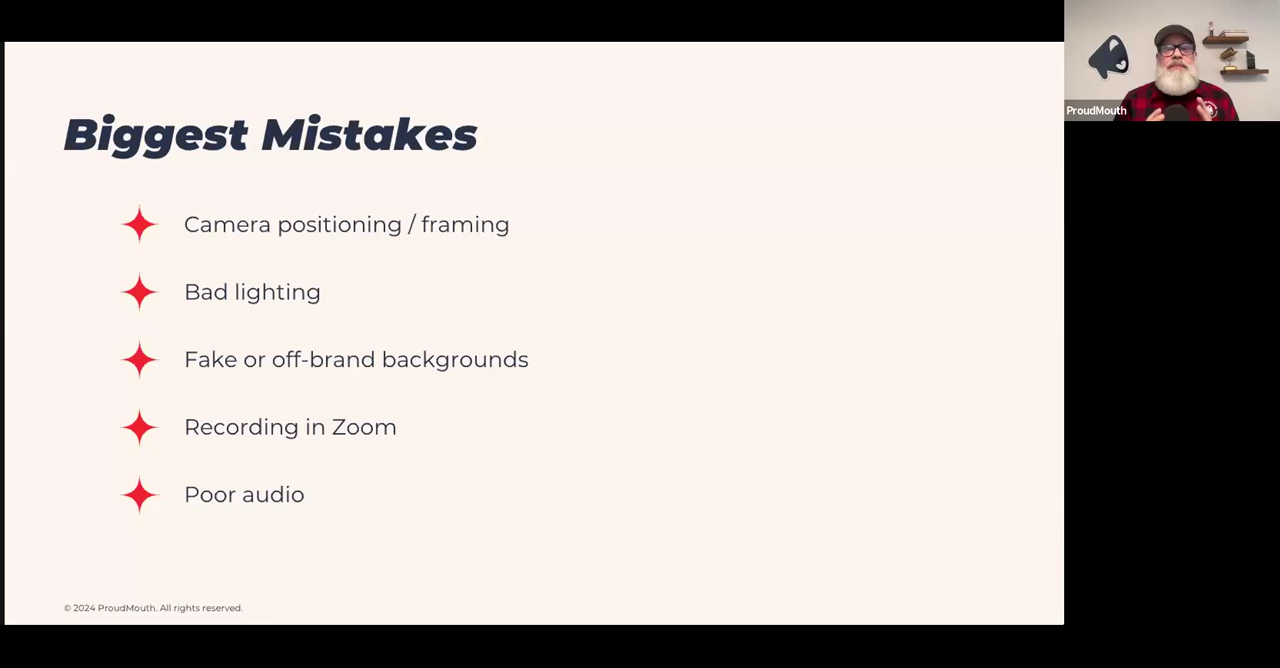 Biggest Mistakes
Camera positioning / framing
Bad lighting
Fake or off-brand backgrounds
Recording in Zoom
Poor audio
© 2024 ProudMouth. All rights reserved.
ProudMouth